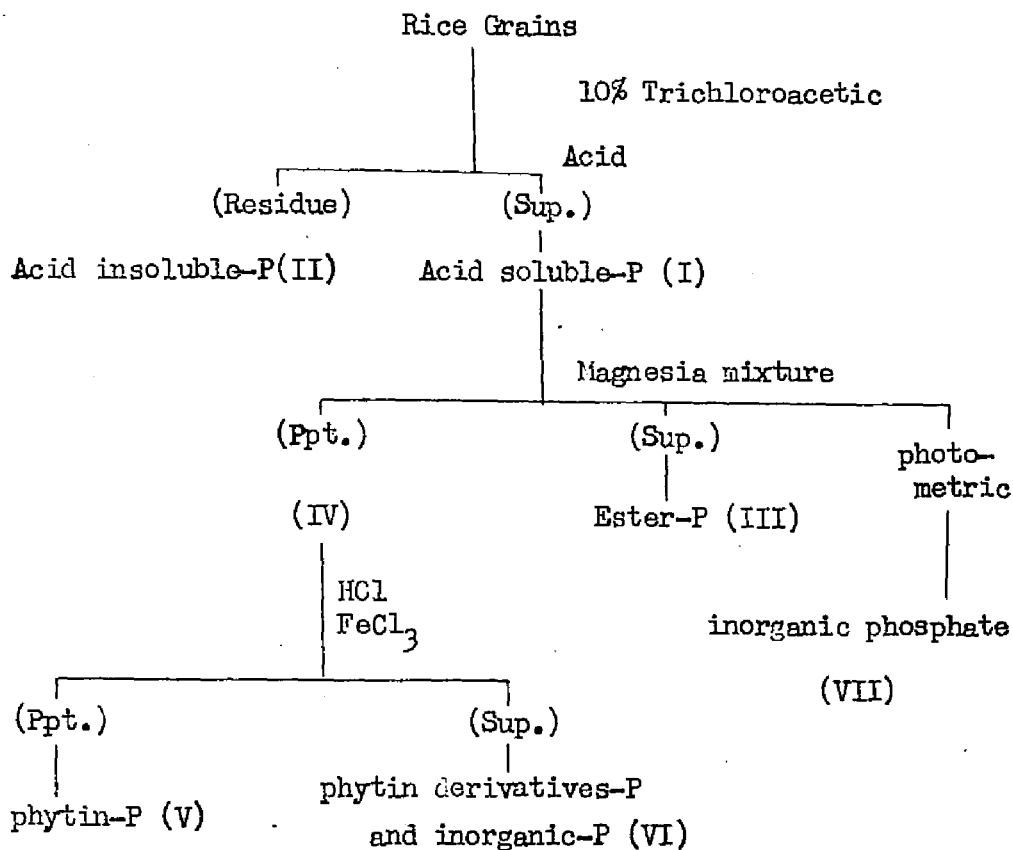 Rice Grains
10% Trichloroacetic
Acid
(Residue) (Sup.)
Acid insoluble-P(II) Acid soluble-P (I)
Magnesia mixture
(Ppt.) (Sup.) photo-
metric
(IV) Ester-P (III)
HCl
FeCl3
inorganic phosphate
(VII)
(Ppt.) (Sup.)
phytin-P (V) phytin derivatives-P
and inorganic-P (VI)